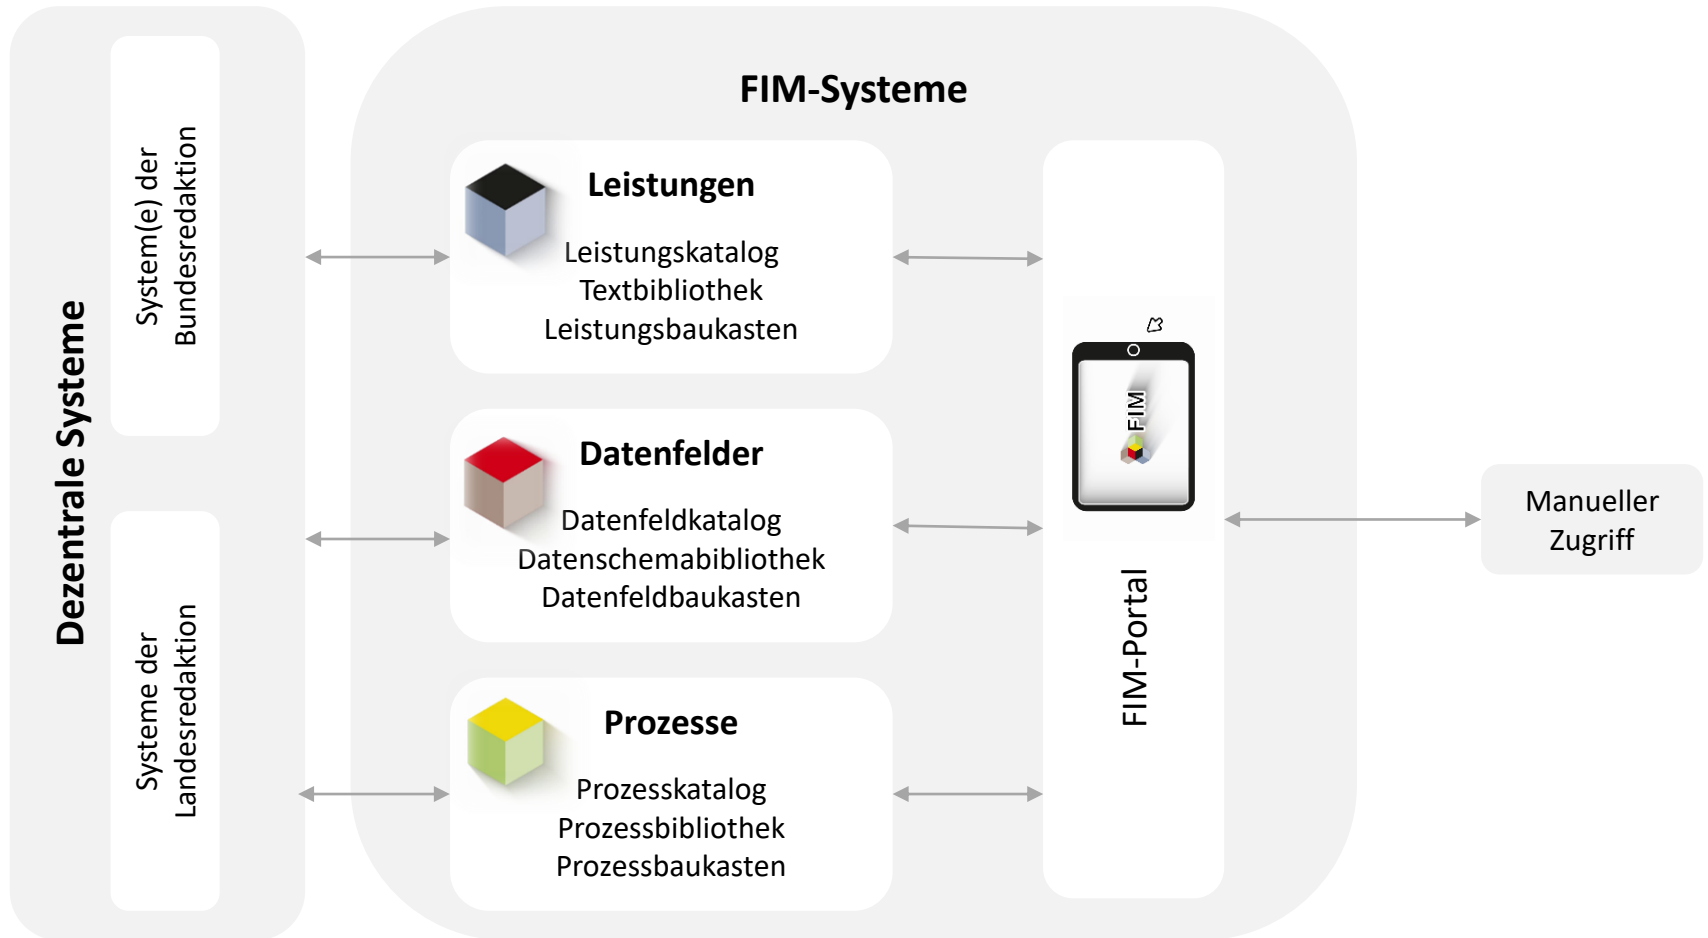 Dezentrale Systeme
System(e) der
Bundesredaktion
Systeme der
Landesredaktion
FIM-Systeme
Leistungen
Leistungskatalog
Textbibliothek
Leistungsbaukasten
Datenfelder
Datenfeldkatalog
Datenschemabibliothek
Datenfeldbaukasten
Prozesse
Prozesskatalog
Prozessbibliothek
Prozessbaukasten
FIM
FIM-Portal
Manueller
Zugriff